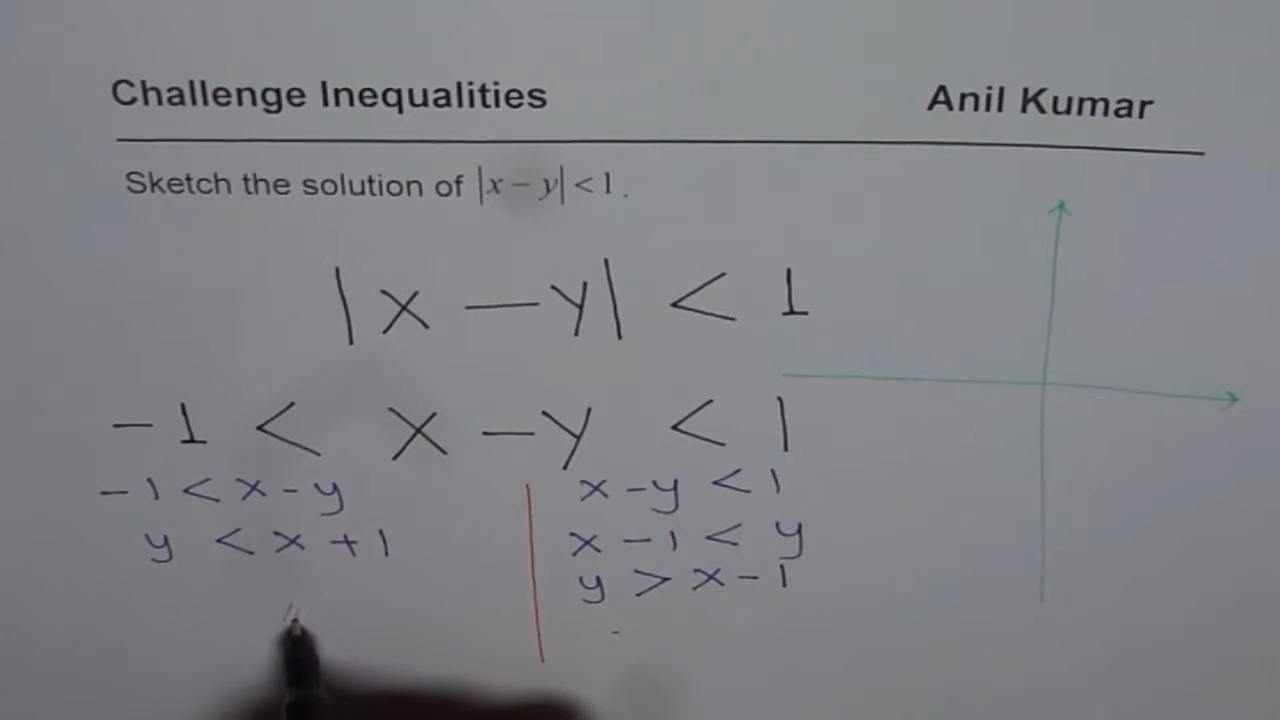 Challenge Inequalities Anil Kumar
Sketch the solution of |x − y| < 1.
|x − y| < 1
−1 < x − y < 1
−1 < x − y
y < x + 1
x − y < 1
x − 1 < y
y > x − 1